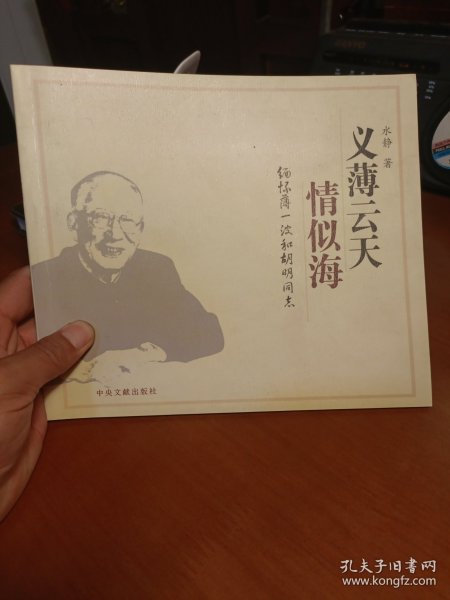 水静 著
义薄云天
情似海
缅怀薄一波和胡明同志
中央文献出版社
SANYO
孔夫子旧书网
www.kongfz.com